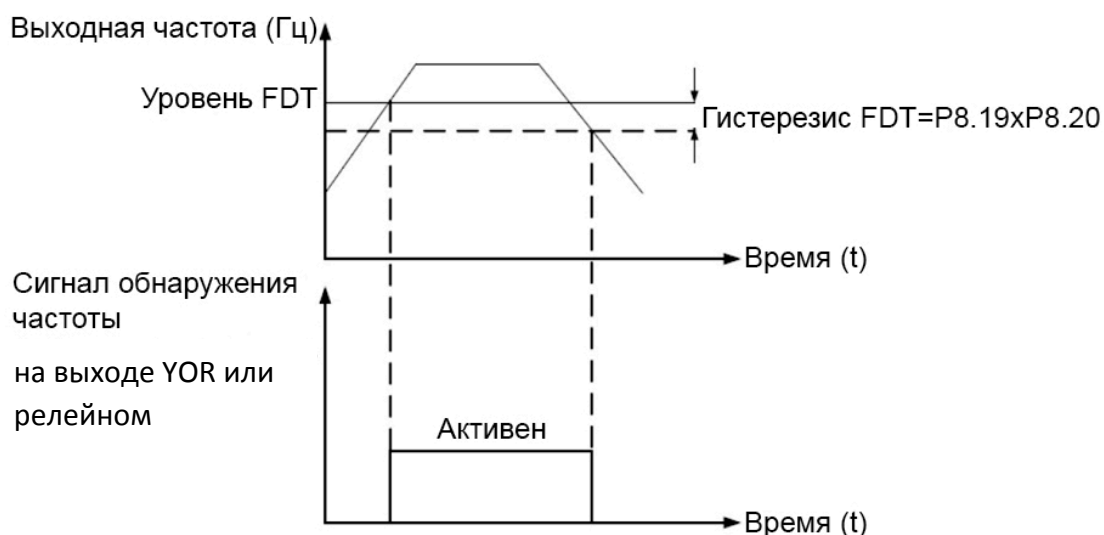 Выходная частота (Гц)
Уровень FDT
Гистерезис FDT=P8.19xP8.20
Время (t)
Сигнал обнаружения
частоты
на выходе YOR или
релейном
Активен
Время (t)